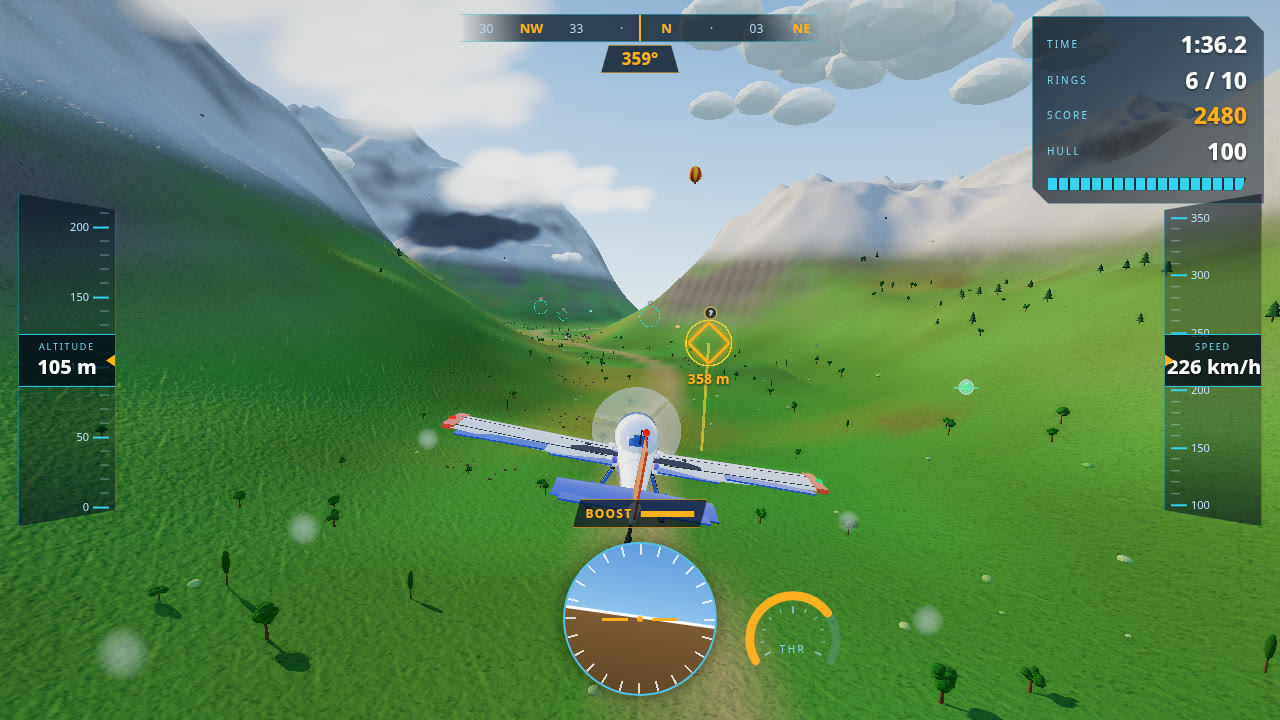 30 NW 33 · N · 03 NE
359°
TIME 1:36.2
RINGS 6 / 10
SCORE 2480
HULL 100
200
150
ALTITUDE
105 m
50
0
350
300
250
SPEED
226 km/h
200
150
100
7
358 m
BOOST
THR